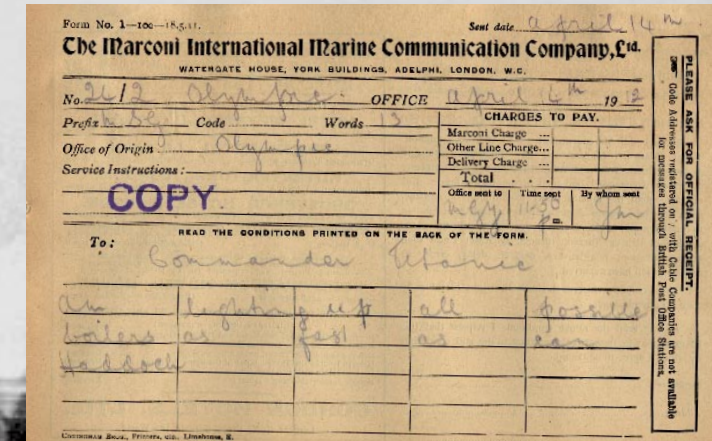 Form No. 1—100—18.5.11.
Sent date April 14th
The Marconi International Marine Communication Company, Ltd.
WATERGATE HOUSE, YORK BUILDINGS, ADELPHI, LONDON, W.C.
No. Olympic OFFICE April 1912
Prefix Code Words 13
Office of Origin Olympic
Service Instructions:
COPY
CHARGES TO PAY.
Marconi Charge ...
Other Line Charge...
Delivery Charge ...
Total . . .
Office sent to Time sent By whom sent
MGY m.
READ THE CONDITIONS PRINTED ON THE BACK OF THE FORM.
To:
Commander Titanic
Am lighting up all possible
boilers as fast as can
Haddock
Printers, Limehouse, E.
PLEASE ASK FOR OFFICIAL RECEIPT.
Code Addresses registered on / with Cable Companies are not available
for messages through British Post Office Stations.